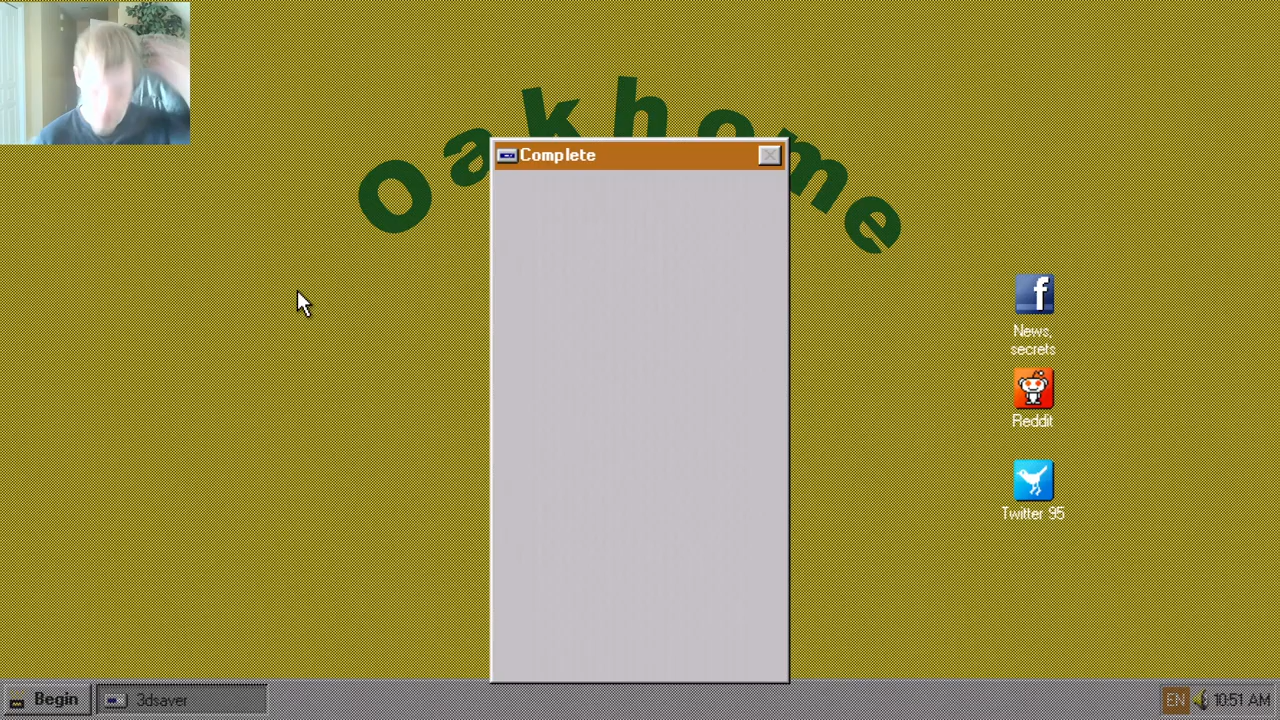 Oakhome
Complete
f
News,
secrets
Reddit
Twitter 95
Begin
3dsaver
EN
10:51 AM